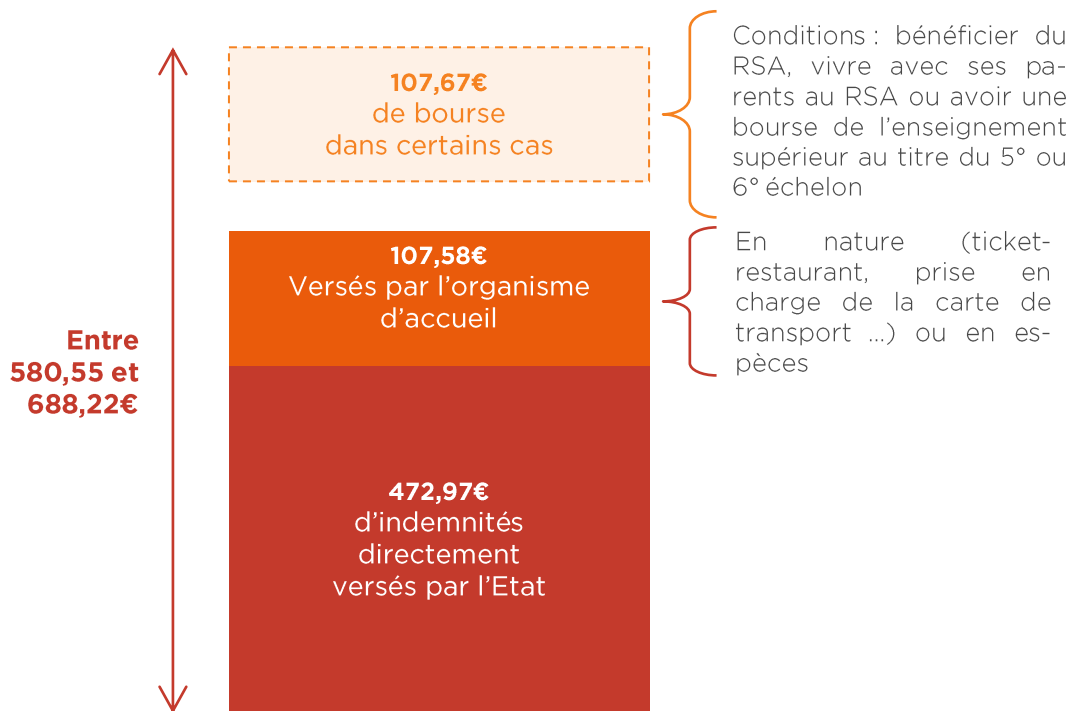 Entre
580,55 et
688,22€
107,67€
de bourse
dans certains cas
Conditions : bénéficier du
RSA, vivre avec ses pa-
rents au RSA ou avoir une
bourse de l'enseignement
supérieur au titre du 5° ou
6° échelon
107,58€
Versés par l'organisme
d'accueil
En nature (ticket-
restaurant, prise en
charge de la carte de
transport ...) ou en es-
pèces
472,97€
d'indemnités
directement
versés par l'Etat